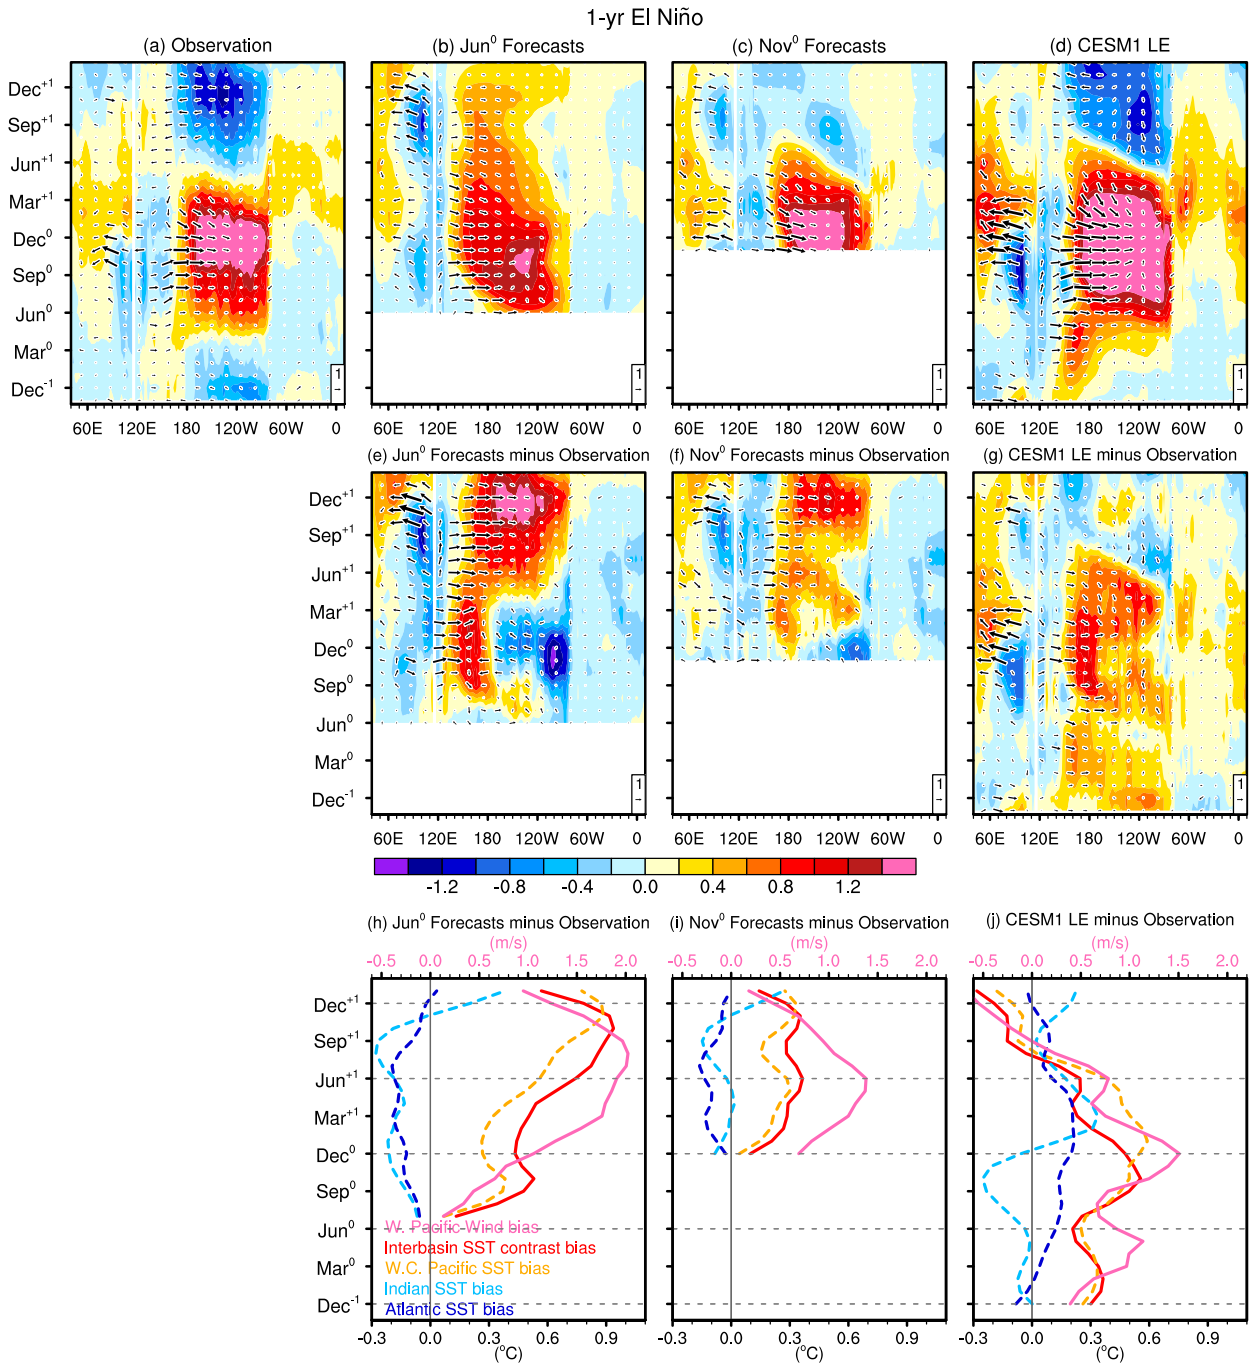 1-yr El Niño
(a) Observation
(b) Jun⁰ Forecasts
(c) Nov⁰ Forecasts
(d) CESM1 LE
Dec⁺¹
Sep⁺¹
Jun⁺¹
Mar⁺¹
Dec⁰
Sep⁰
Jun⁰
Mar⁰
Dec⁻¹
1
1
1
1
60E 120E 180 120W 60W 0
60E 120E 180 120W 60W 0
60E 120E 180 120W 60W 0
60E 120E 180 120W 60W 0
(e) Jun⁰ Forecasts minus Observation
(f) Nov⁰ Forecasts minus Observation
(g) CESM1 LE minus Observation
Dec⁺¹
Sep⁺¹
Jun⁺¹
Mar⁺¹
Dec⁰
Sep⁰
Jun⁰
Mar⁰
Dec⁻¹
1
1
1
60E 120E 180 120W 60W 0
60E 120E 180 120W 60W 0
60E 120E 180 120W 60W 0
-1.2 -0.8 -0.4 0.0 0.4 0.8 1.2
(h) Jun⁰ Forecasts minus Observation
(m/s)
-0.5 0.0 0.5 1.0 1.5 2.0
(i) Nov⁰ Forecasts minus Observation
(m/s)
-0.5 0.0 0.5 1.0 1.5 2.0
(j) CESM1 LE minus Observation
(m/s)
-0.5 0.0 0.5 1.0 1.5 2.0
Dec⁺¹
Sep⁺¹
Jun⁺¹
Mar⁺¹
Dec⁰
Sep⁰
Jun⁰
Mar⁰
Dec⁻¹
W. Pacific Wind bias
Interbasin SST contrast bias
W.C. Pacific SST bias
Indian SST bias
Atlantic SST bias
-0.3 0.0 0.3 0.6 0.9
(°C)
-0.3 0.0 0.3 0.6 0.9
(°C)
-0.3 0.0 0.3 0.6 0.9
(°C)